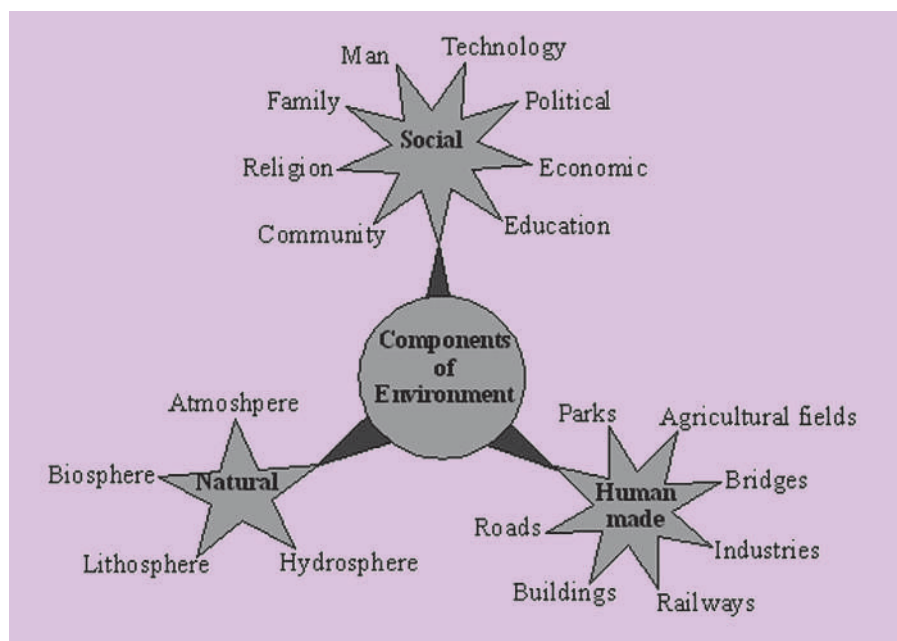 Man
Technology
Family
Political
Social
Religion
Economic
Community
Education
Components
of
Environment
Atmoshpere
Biosphere
Natural
Lithosphere
Hydrosphere
Parks
Agricultural fields
Human
made
Bridges
Roads
Industries
Buildings
Railways